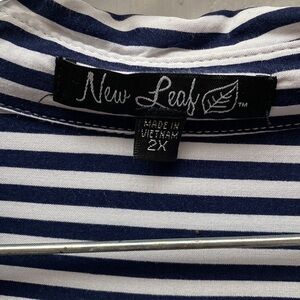 New Leaf ™
MADE IN
VIETNAM
2X